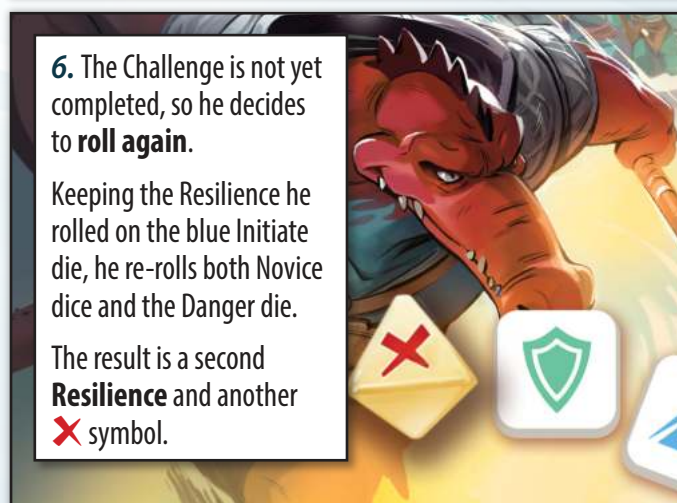 6. The Challenge is not yet
completed, so he decides
to roll again.
Keeping the Resilience he
rolled on the blue Initiate
die, he re-rolls both Novice
dice and the Danger die.
The result is a second
Resilience and another
❌ symbol.